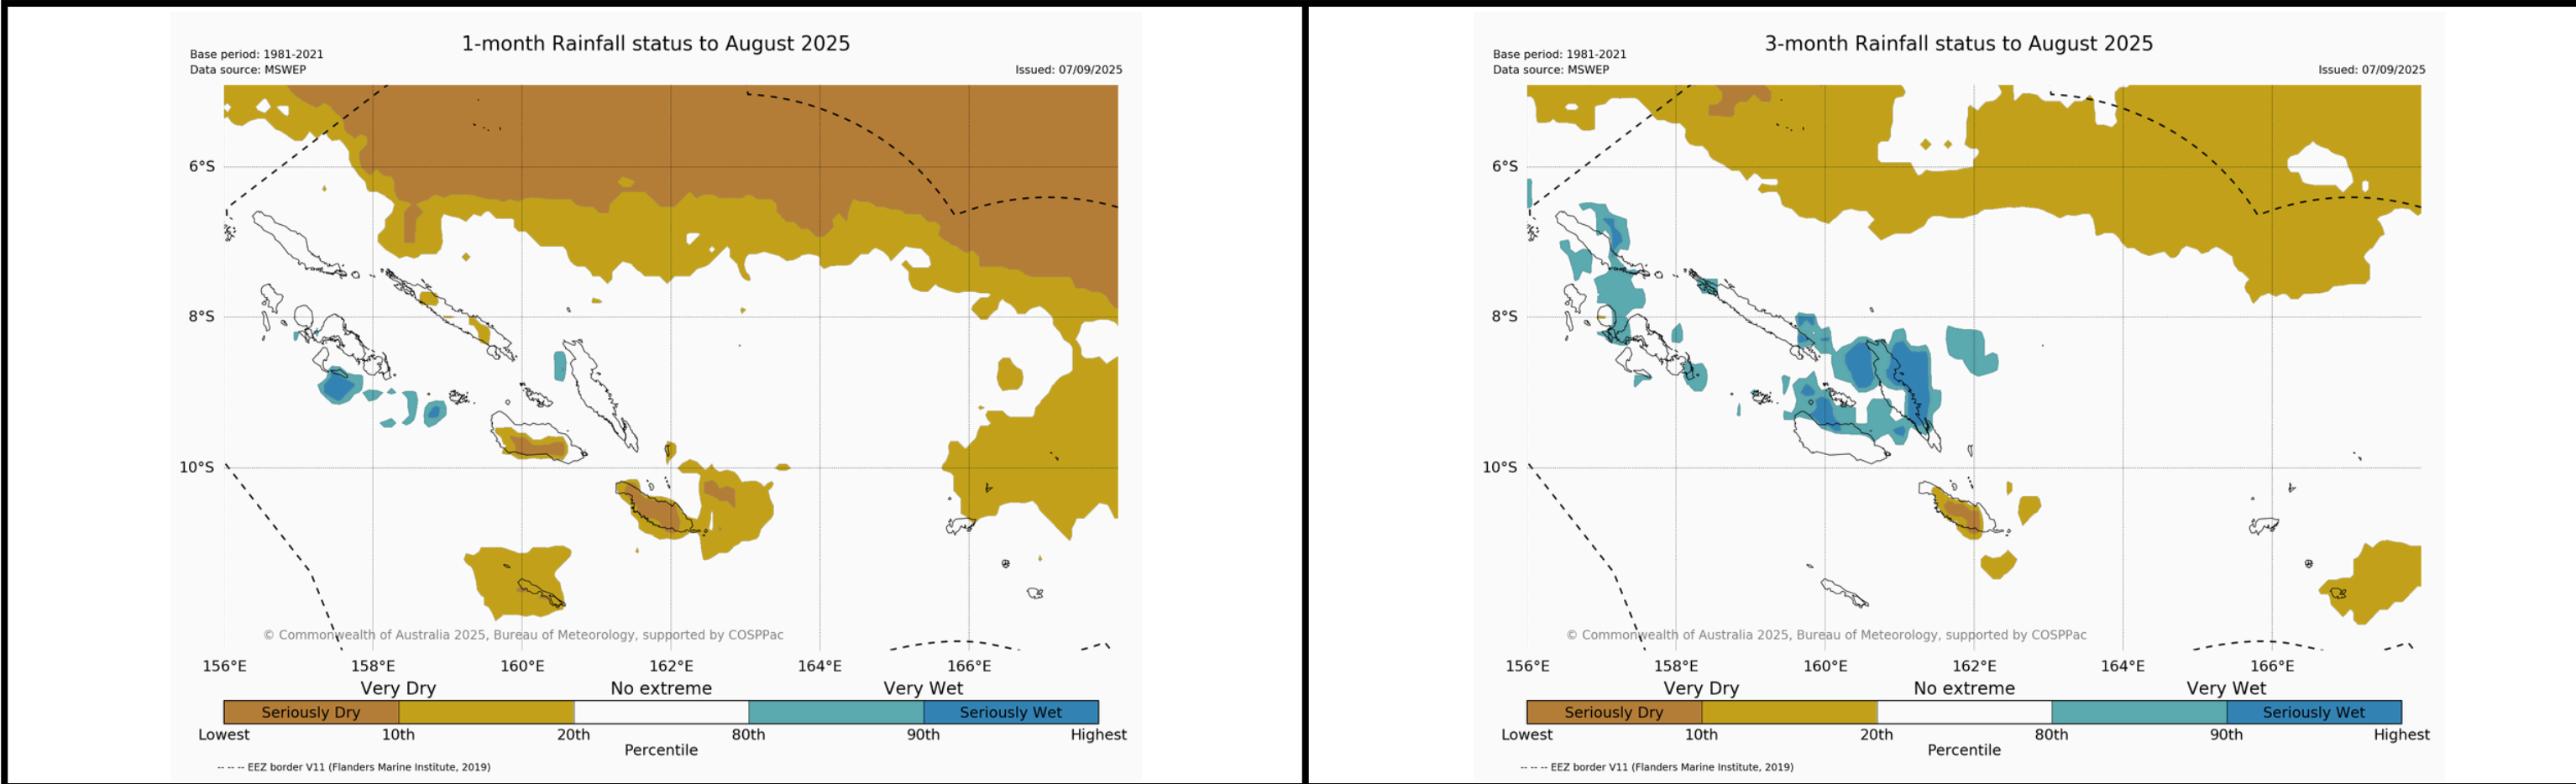 1-month Rainfall status to August 2025
Base period: 1981-2021
Data source: MSWEP
Issued: 07/09/2025
6°S
8°S
10°S
© Commonwealth of Australia 2025, Bureau of Meteorology, supported by COSPPac
156°E 158°E 160°E 162°E 164°E 166°E
Very Dry No extreme Very Wet
Seriously Dry Seriously Wet
Lowest 10th 20th 80th 90th Highest
Percentile
-- -- -- EEZ border V11 (Flanders Marine Institute, 2019)
3-month Rainfall status to August 2025
Base period: 1981-2021
Data source: MSWEP
Issued: 07/09/2025
6°S
8°S
10°S
© Commonwealth of Australia 2025, Bureau of Meteorology, supported by COSPPac
156°E 158°E 160°E 162°E 164°E 166°E
Very Dry No extreme Very Wet
Seriously Dry Seriously Wet
Lowest 10th 20th 80th 90th Highest
Percentile
-- -- -- EEZ border V11 (Flanders Marine Institute, 2019)